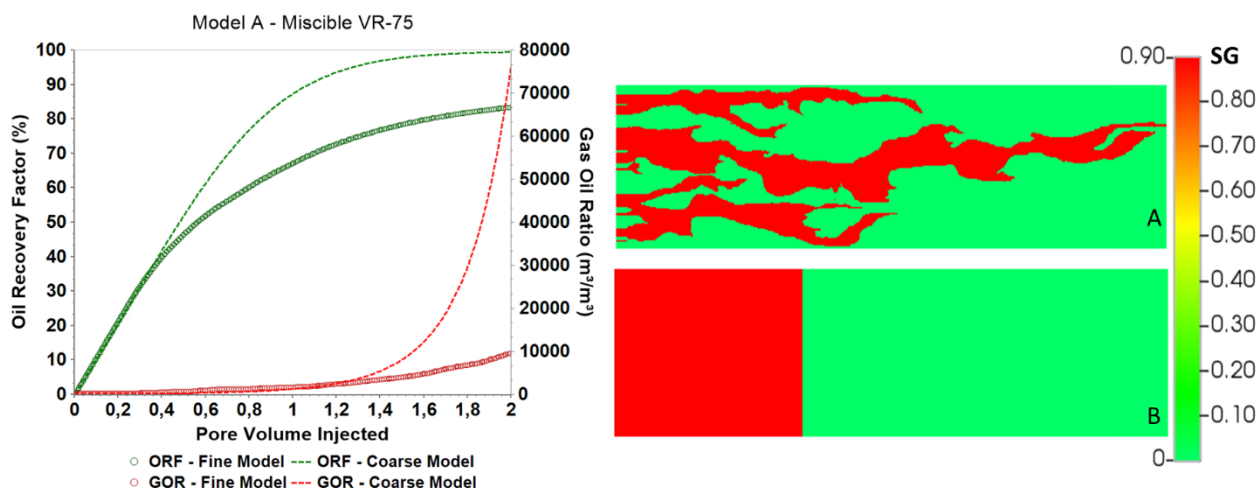 Model A - Miscible VR-75
Oil Recovery Factor (%)
100
90
80
70
60
50
40
30
20
10
0
0 0,2 0,4 0,6 0,8 1 1,2 1,4 1,6 1,8 2
Pore Volume Injected
80000
70000
60000
50000
40000
30000
20000
10000
0
Gas Oil Ratio (m³/m³)
ORF - Fine Model ORF - Coarse Model
GOR - Fine Model GOR - Coarse Model
A
B
0.90 SG
0.80
0.70
0.60
0.50
0.40
0.30
0.20
0.10
0